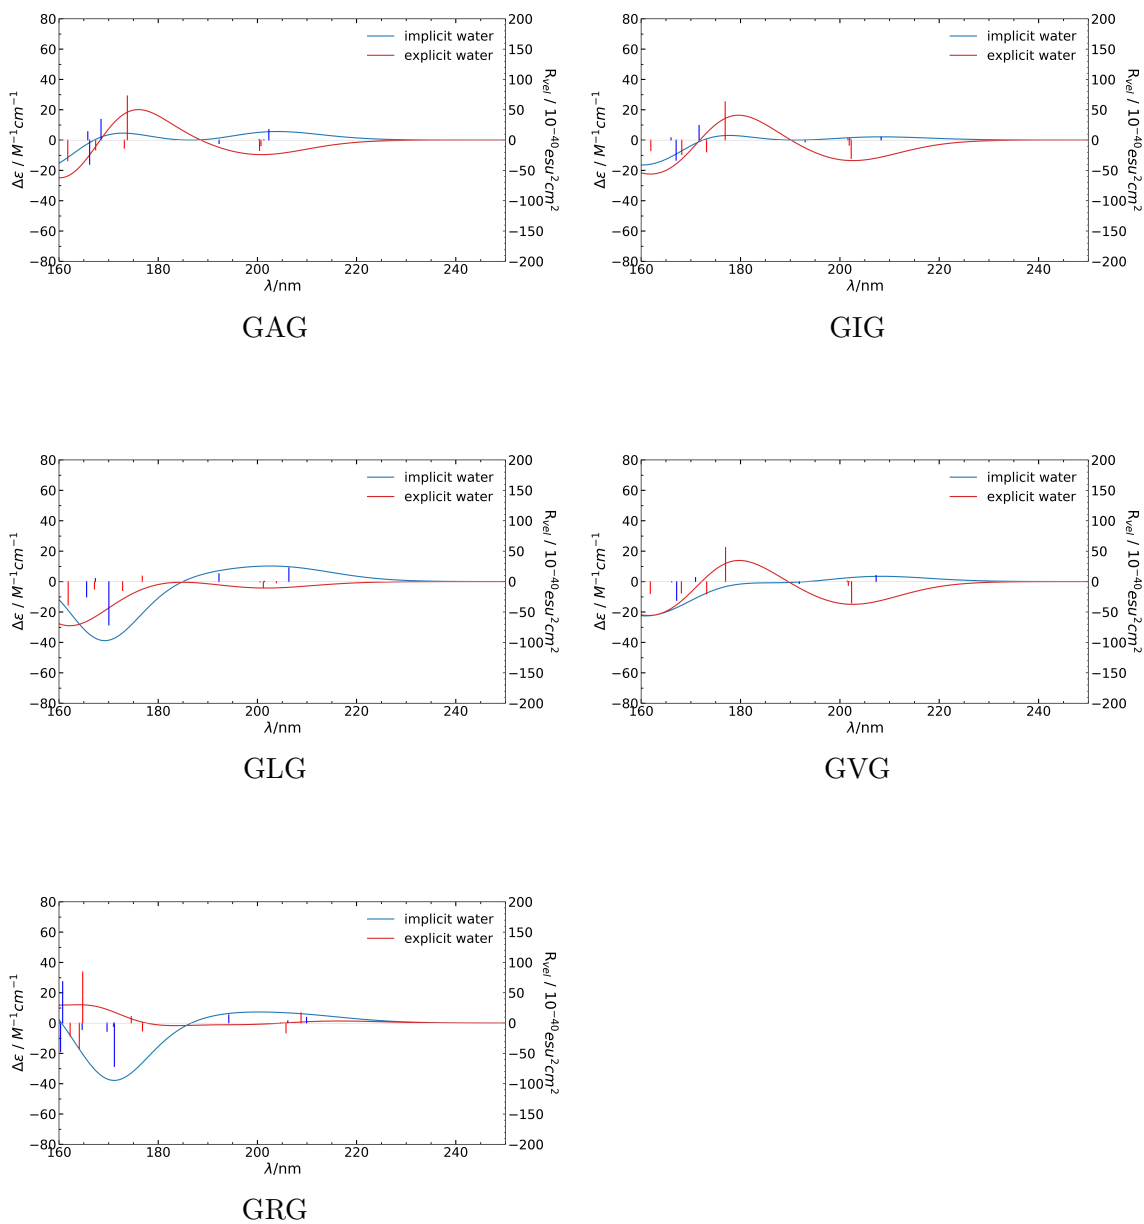 implicit water
explicit water
80
60
40
20
0
−20
−40
−60
−80
200
150
100
50
0
−50
−100
−150
−200
Δε / M⁻¹cm⁻¹
R_vel / 10⁻⁴⁰esu²cm²
160 180 200 220 240
λ/nm
GAG
implicit water
explicit water
80
60
40
20
0
−20
−40
−60
−80
200
150
100
50
0
−50
−100
−150
−200
Δε / M⁻¹cm⁻¹
R_vel / 10⁻⁴⁰esu²cm²
160 180 200 220 240
λ/nm
GIG
implicit water
explicit water
80
60
40
20
0
−20
−40
−60
−80
200
150
100
50
0
−50
−100
−150
−200
Δε / M⁻¹cm⁻¹
R_vel / 10⁻⁴⁰esu²cm²
160 180 200 220 240
λ/nm
GLG
implicit water
explicit water
80
60
40
20
0
−20
−40
−60
−80
200
150
100
50
0
−50
−100
−150
−200
Δε / M⁻¹cm⁻¹
R_vel / 10⁻⁴⁰esu²cm²
160 180 200 220 240
λ/nm
GVG
implicit water
explicit water
80
60
40
20
0
−20
−40
−60
−80
200
150
100
50
0
−50
−100
−150
−200
Δε / M⁻¹cm⁻¹
R_vel / 10⁻⁴⁰esu²cm²
160 180 200 220 240
λ/nm
GRG